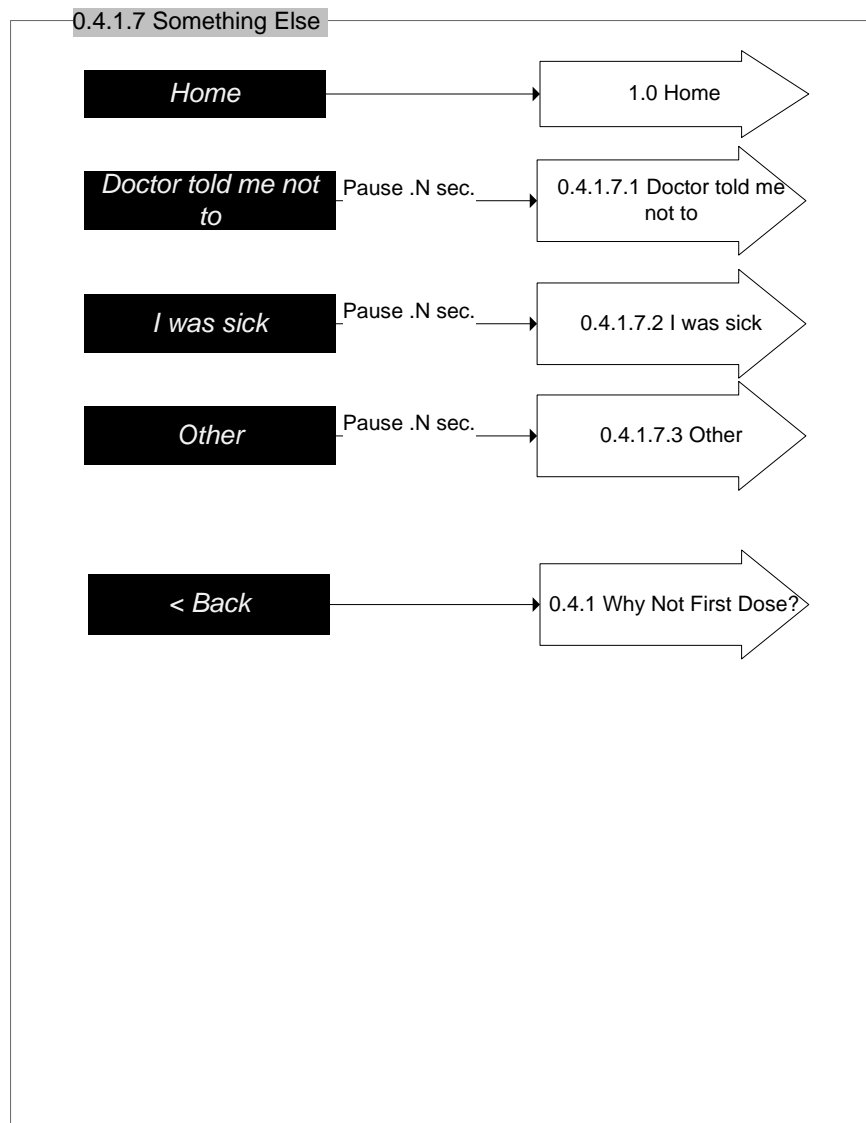 0.4.1.7 Something Else
Home
1.0 Home
Doctor told me not
to
Pause .N sec.
0.4.1.7.1 Doctor told me
not to
I was sick
Pause .N sec.
0.4.1.7.2 I was sick
Other
Pause .N sec.
0.4.1.7.3 Other
< Back
0.4.1 Why Not First Dose?